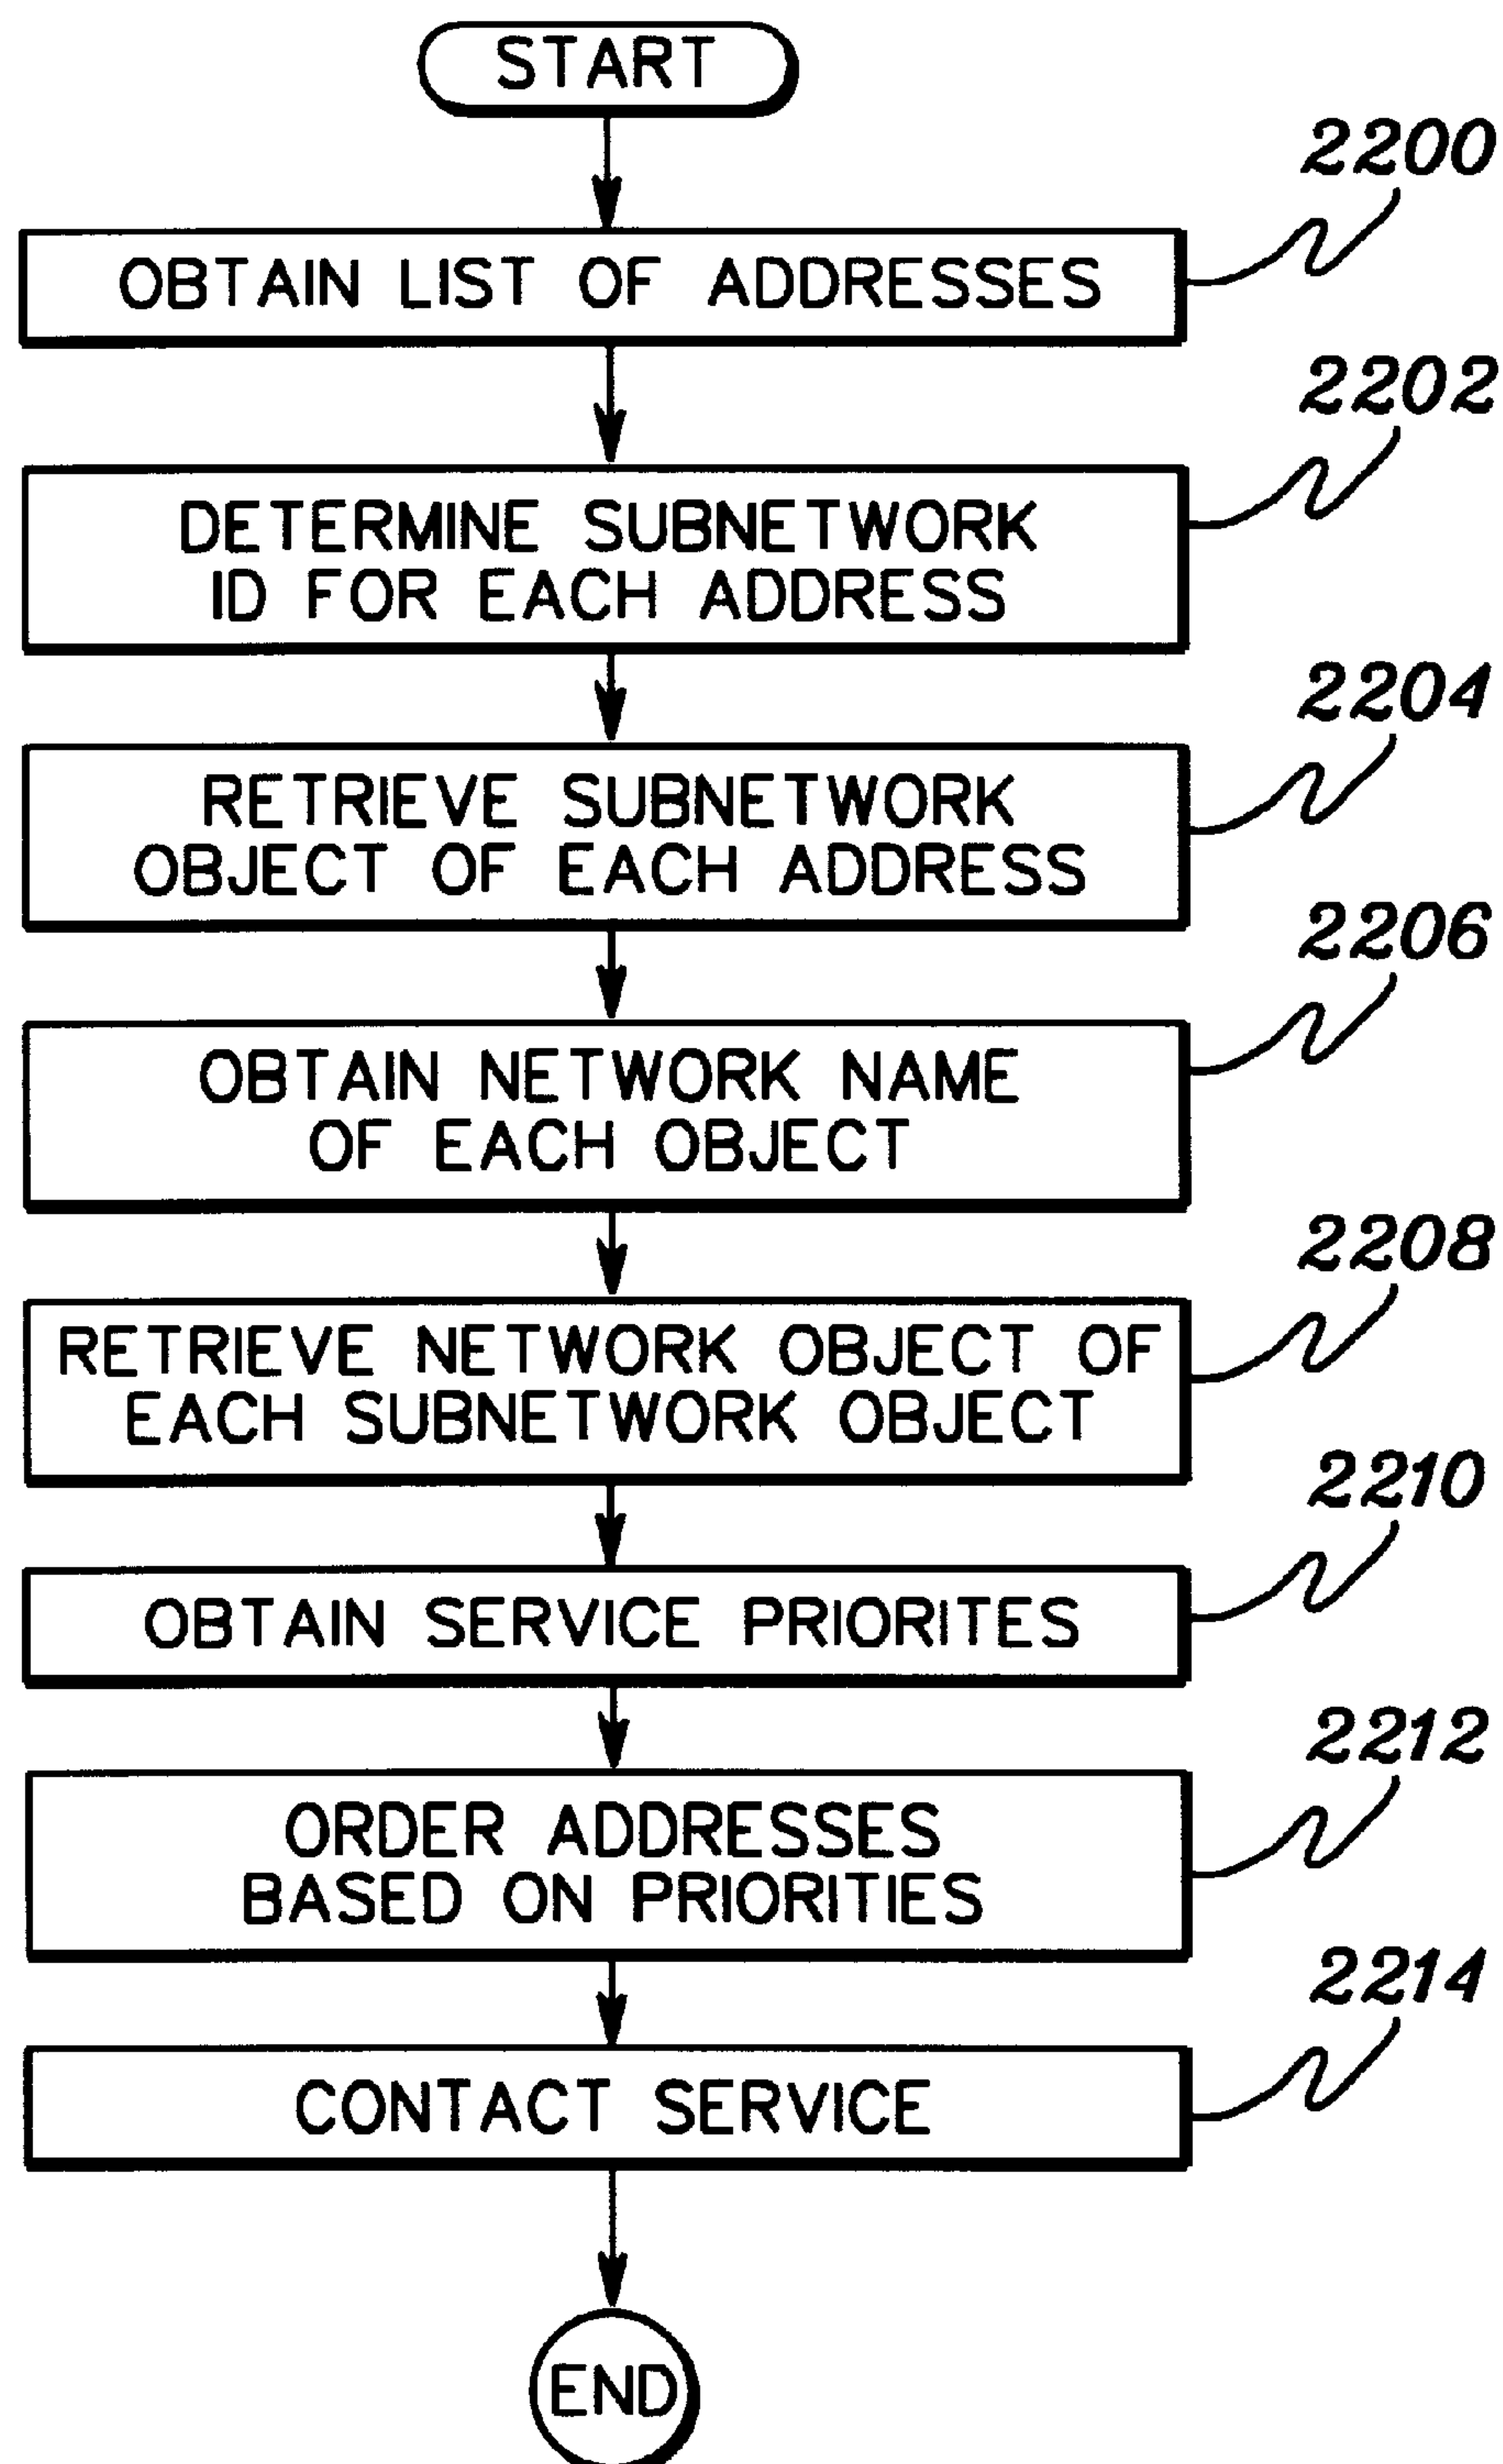 START
2200
OBTAIN LIST OF ADDRESSES
2202
DETERMINE SUBNETWORK
ID FOR EACH ADDRESS
2204
RETRIEVE SUBNETWORK
OBJECT OF EACH ADDRESS
2206
OBTAIN NETWORK NAME
OF EACH OBJECT
2208
RETRIEVE NETWORK OBJECT OF
EACH SUBNETWORK OBJECT
2210
OBTAIN SERVICE PRIORITES
2212
ORDER ADDRESSES
BASED ON PRIORITIES
2214
CONTACT SERVICE
END